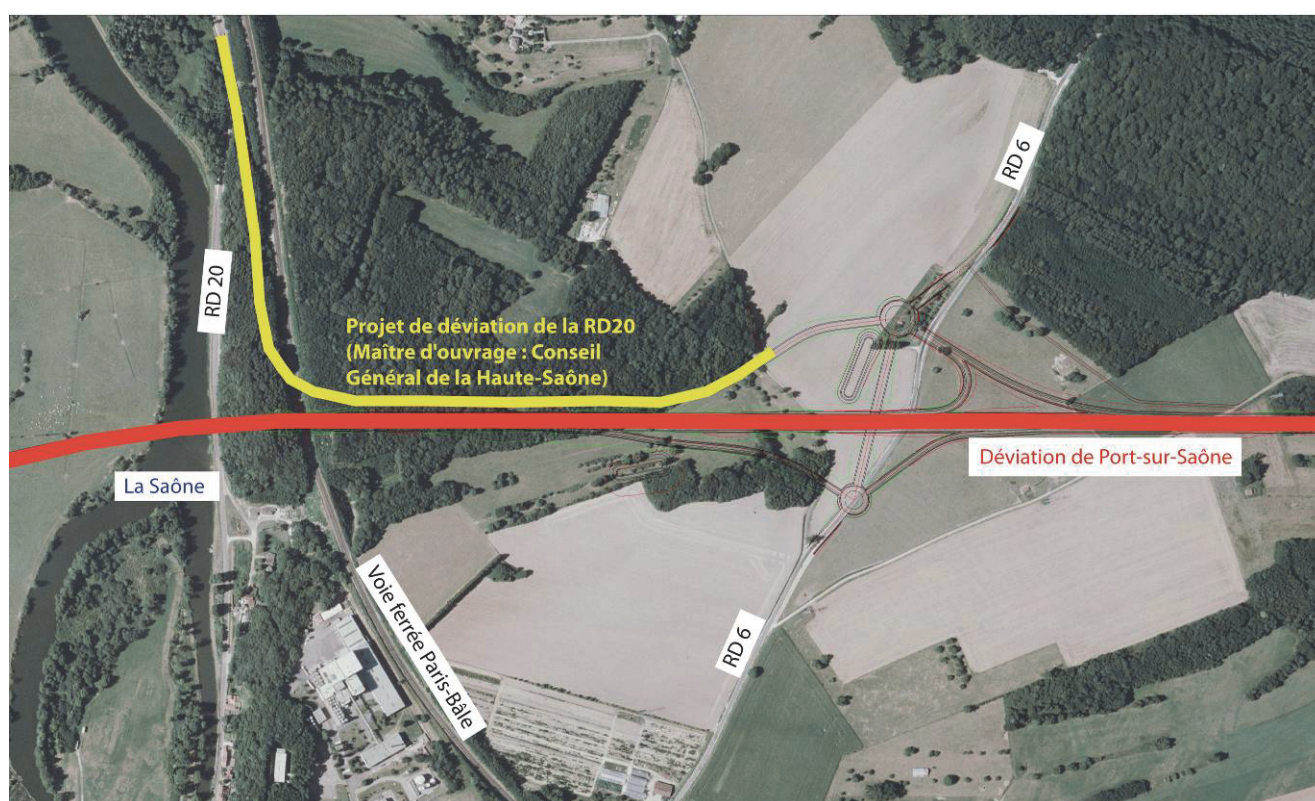 RD 6
RD 20
Projet de déviation de la RD20
(Maître d'ouvrage : Conseil
Général de la Haute-Saône)
Déviation de Port-sur-Saône
La Saône
Voie ferrée Paris-Bâle
RD 6